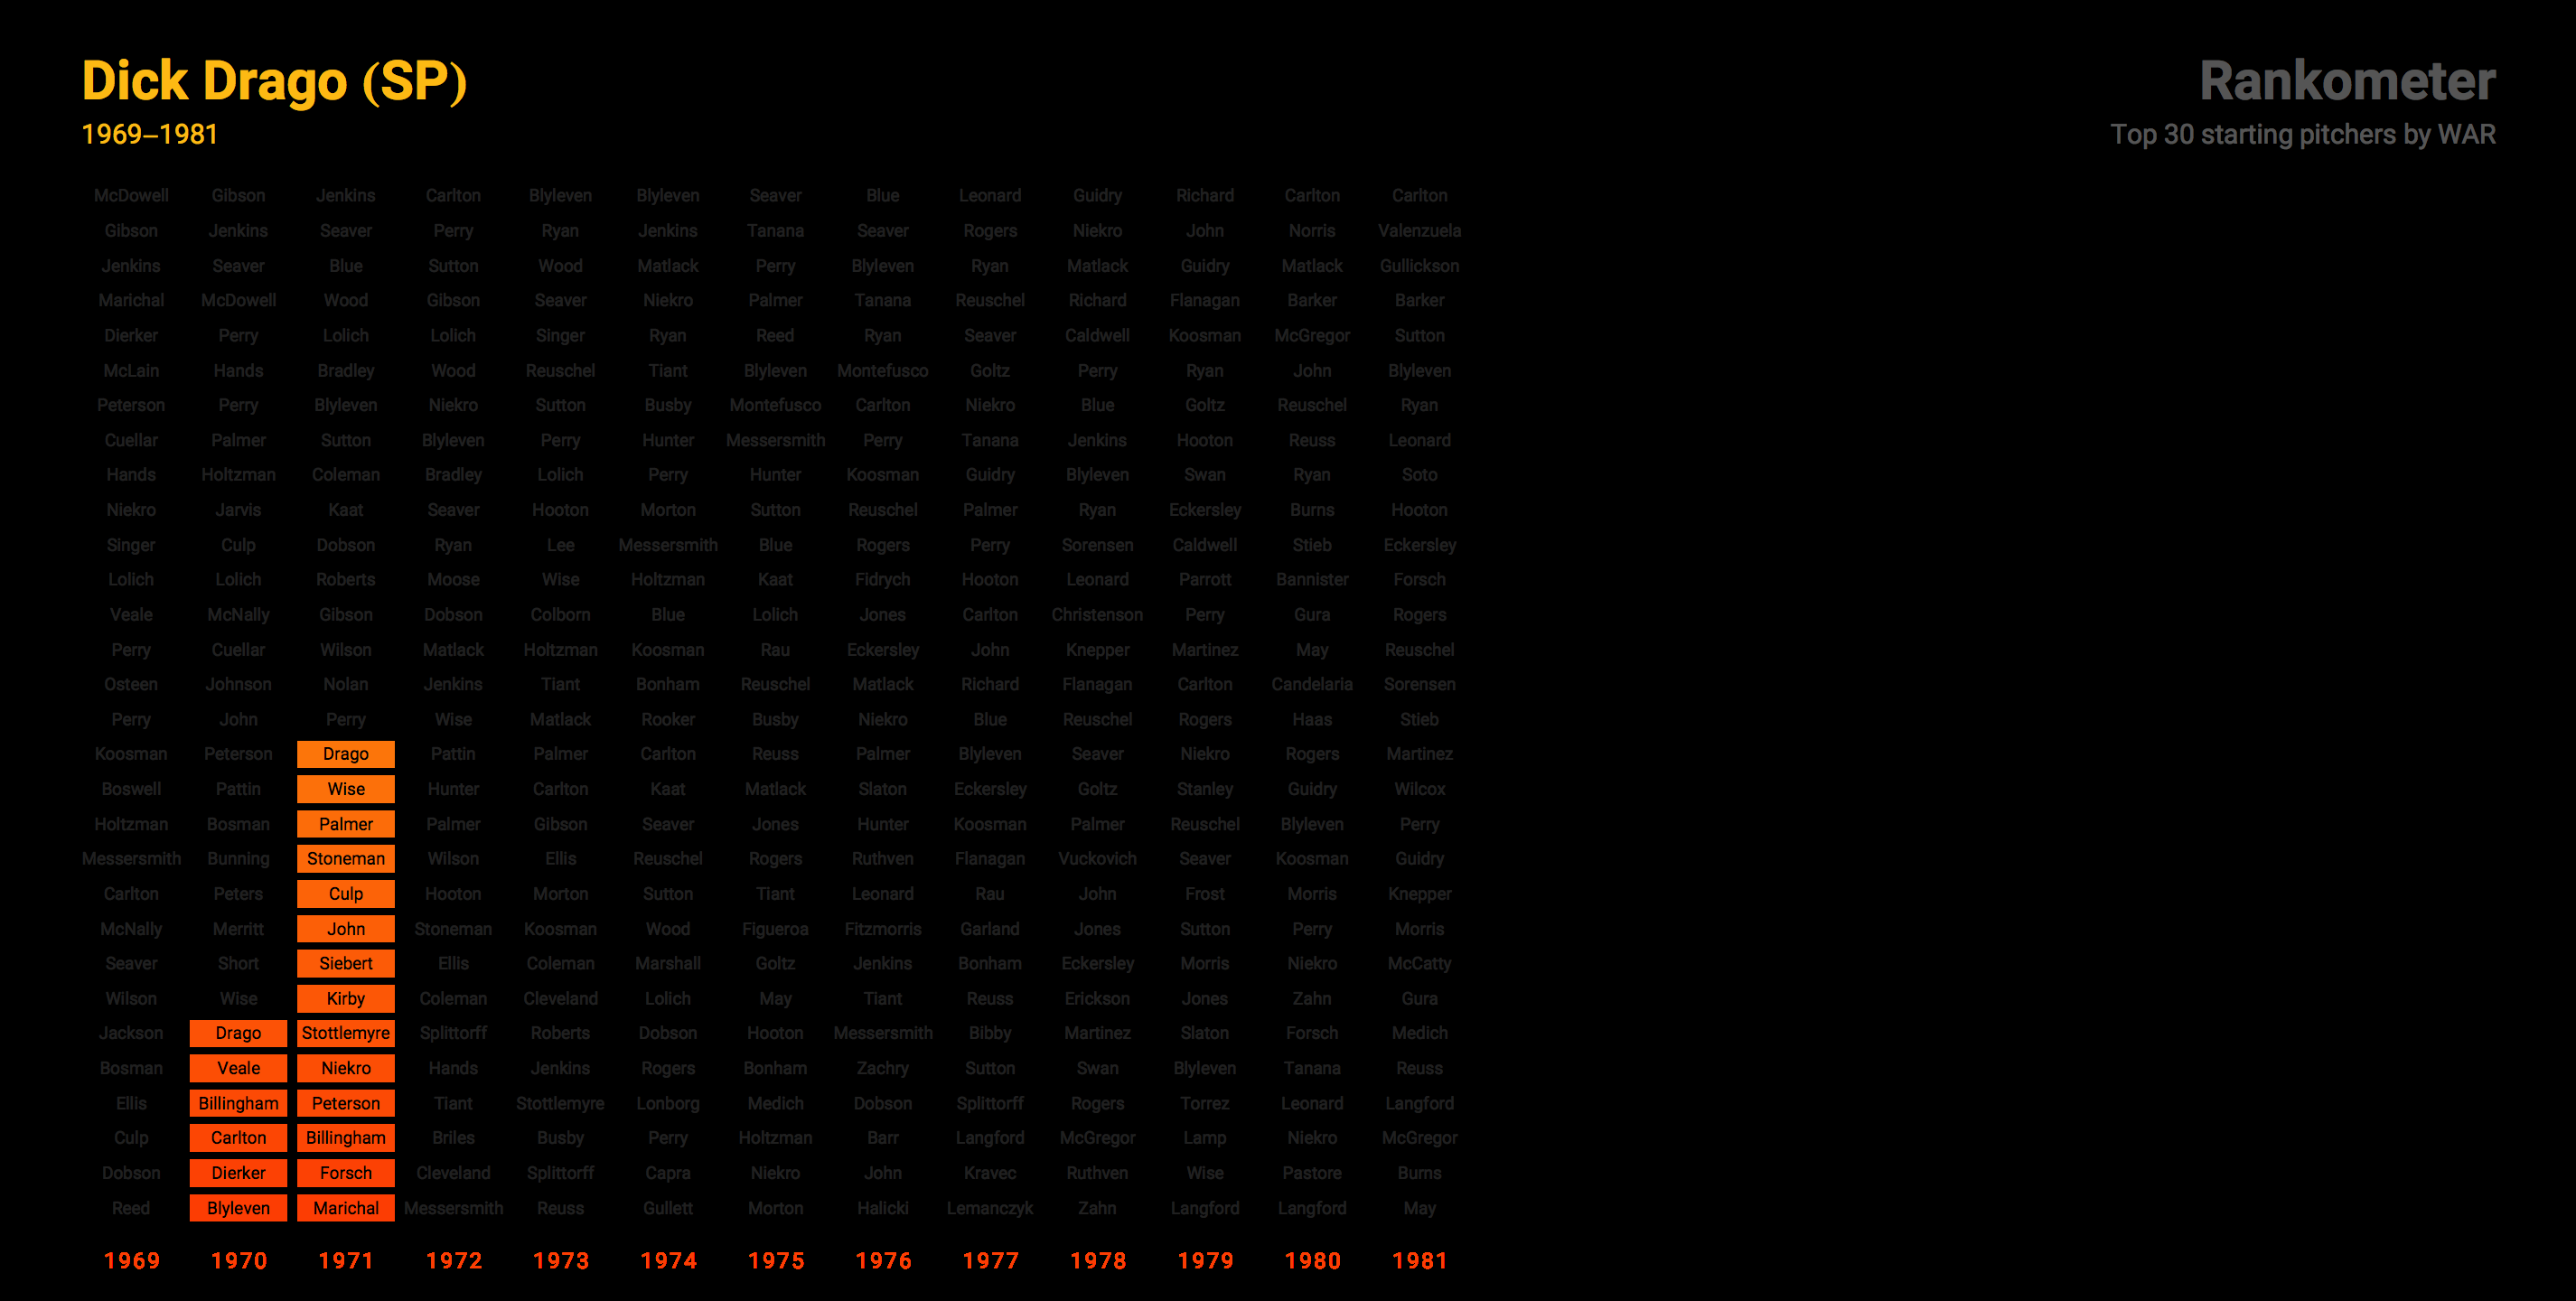 Dick Drago (SP)
1969–1981
Rankometer
Top 30 starting pitchers by WAR
McDowell Gibson Jenkins Carlton Blyleven Blyleven Seaver Blue Leonard Guidry Richard Carlton Carlton
Gibson Jenkins Seaver Perry Ryan Jenkins Tanana Seaver Rogers Niekro John Norris Valenzuela
Jenkins Seaver Blue Sutton Wood Matlack Perry Blyleven Ryan Matlack Guidry Matlack Gullickson
Marichal McDowell Wood Gibson Seaver Niekro Palmer Tanana Reuschel Richard Flanagan Barker Barker
Dierker Perry Lolich Lolich Singer Ryan Reed Ryan Seaver Caldwell Koosman McGregor Sutton
McLain Hands Bradley Wood Reuschel Tiant Blyleven Montefusco Goltz Perry Ryan John Blyleven
Peterson Perry Blyleven Niekro Sutton Busby Montefusco Carlton Niekro Blue Goltz Reuschel Ryan
Cuellar Palmer Sutton Blyleven Perry Hunter Messersmith Perry Tanana Jenkins Hooton Reuss Leonard
Hands Holtzman Coleman Bradley Lolich Perry Hunter Koosman Guidry Blyleven Swan Ryan Soto
Niekro Jarvis Kaat Seaver Hooton Morton Sutton Reuschel Palmer Ryan Eckersley Burns Hooton
Singer Culp Dobson Ryan Lee Messersmith Blue Rogers Perry Sorensen Caldwell Stieb Eckersley
Lolich Lolich Roberts Moose Wise Holtzman Kaat Fidrych Hooton Leonard Parrott Bannister Forsch
Veale McNally Gibson Dobson Colborn Blue Lolich Jones Carlton Christenson Perry Gura Rogers
Perry Cuellar Wilson Matlack Holtzman Koosman Rau Eckersley John Knepper Martinez May Reuschel
Osteen Johnson Nolan Jenkins Tiant Bonham Reuschel Matlack Richard Flanagan Carlton Candelaria Sorensen
Perry John Perry Wise Matlack Rooker Busby Niekro Blue Reuschel Rogers Haas Stieb
Koosman Peterson Drago Pattin Palmer Carlton Reuss Palmer Blyleven Seaver Niekro Rogers Martinez
Boswell Pattin Wise Hunter Carlton Kaat Matlack Slaton Eckersley Goltz Stanley Guidry Wilcox
Holtzman Bosman Palmer Palmer Gibson Seaver Jones Hunter Koosman Palmer Reuschel Blyleven Perry
Messersmith Bunning Stoneman Wilson Ellis Reuschel Rogers Ruthven Flanagan Vuckovich Seaver Koosman Guidry
Carlton Peters Culp Hooton Morton Sutton Tiant Leonard Rau John Frost Morris Knepper
McNally Merritt John Stoneman Koosman Wood Figueroa Fitzmorris Garland Jones Sutton Perry Morris
Seaver Short Siebert Ellis Coleman Marshall Goltz Jenkins Bonham Eckersley Morris Niekro McCatty
Wilson Wise Kirby Coleman Cleveland Lolich May Tiant Reuss Erickson Jones Zahn Gura
Jackson Drago Stottlemyre Splittorff Roberts Dobson Hooton Messersmith Bibby Martinez Slaton Forsch Medich
Bosman Veale Niekro Hands Jenkins Rogers Bonham Zachry Sutton Swan Blyleven Tanana Reuss
Ellis Billingham Peterson Tiant Stottlemyre Lonborg Medich Dobson Splittorff Rogers Torrez Leonard Langford
Culp Carlton Billingham Briles Busby Perry Holtzman Barr Langford McGregor Lamp Niekro McGregor
Dobson Dierker Forsch Cleveland Splittorff Capra Niekro John Kravec Ruthven Wise Pastore Burns
Reed Blyleven Marichal Messersmith Reuss Gullett Morton Halicki Lemanczyk Zahn Langford Langford May
1969 1970 1971 1972 1973 1974 1975 1976 1977 1978 1979 1980 1981